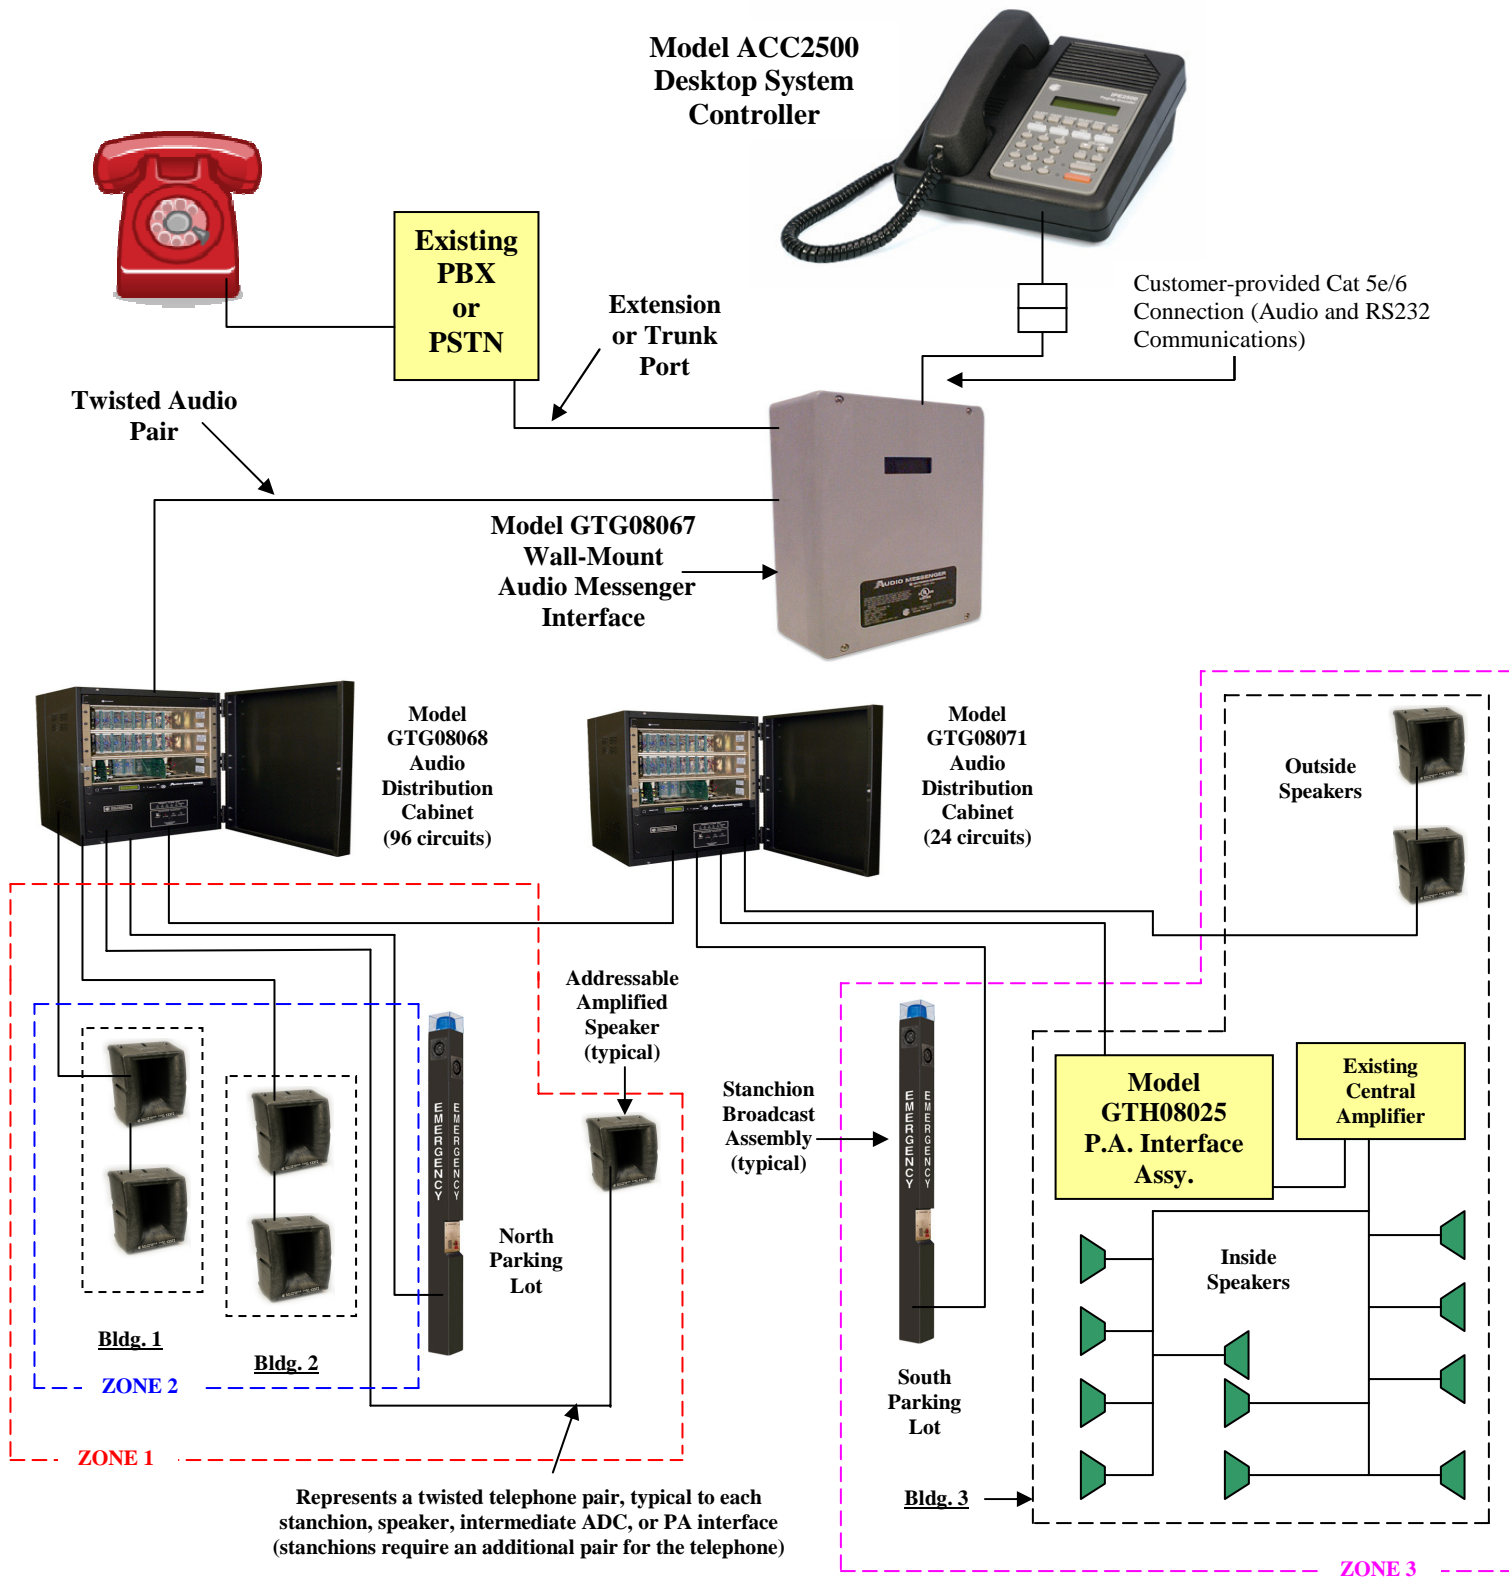 Model ACC2500
Desktop System
Controller
Existing
PBX
or
PSTN
Extension
or Trunk
Port
Customer-provided Cat 5e/6
Connection (Audio and RS232
Communications)
Twisted Audio
Pair
Model GTG08067
Wall-Mount
Audio Messenger
Interface
AUDIO MESSENGER
Model
GTG08068
Audio
Distribution
Cabinet
(96 circuits)
Model
GTG08071
Audio
Distribution
Cabinet
(24 circuits)
Outside
Speakers
Addressable
Amplified
Speaker
(typical)
Stanchion
Broadcast
Assembly
(typical)
EMERGENCY
EMERGENCY
EMERGENCY
EMERGENCY
Model
GTH08025
P.A. Interface
Assy.
Existing
Central
Amplifier
North
Parking
Lot
Inside
Speakers
Bldg. 1
Bldg. 2
ZONE 2
South
Parking
Lot
ZONE 1
Bldg. 3
Represents a twisted telephone pair, typical to each
stanchion, speaker, intermediate ADC, or PA interface
(stanchions require an additional pair for the telephone)
ZONE 3